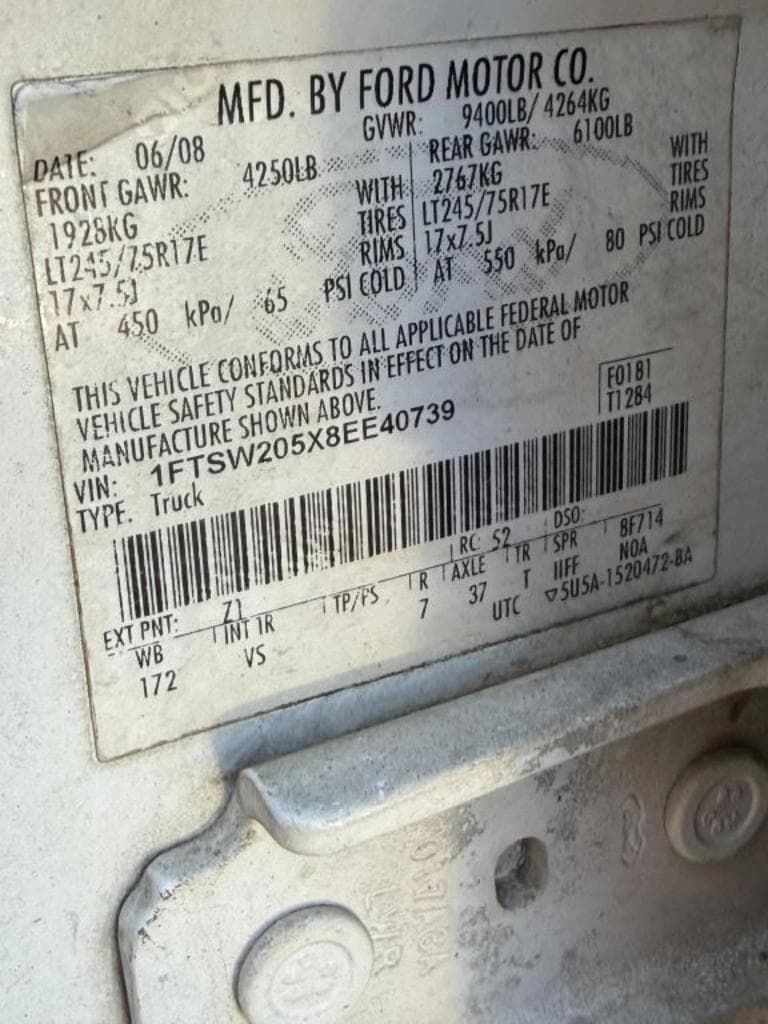 MFD. BY FORD MOTOR CO.
DATE: 06/08 GVWR: 9400LB/ 4264KG
FRONT GAWR: 4250LB REAR GAWR: 6100LB
1928KG WITH 2767KG WITH
LT245/75R17E TIRES LT245/75R17E TIRES
17x7.5J RIMS 17x7.5J RIMS
AT 450 kPa/ 65 PSI COLD AT 550 kPa/ 80 PSI COLD
THIS VEHICLE CONFORMS TO ALL APPLICABLE FEDERAL MOTOR
VEHICLE SAFETY STANDARDS IN EFFECT ON THE DATE OF
MANUFACTURE SHOWN ABOVE.
F0181
T1284
VIN: 1FTSW205X8EE40739
TYPE: Truck
EXT PNT: Z1 RC: 52 DSO:
WB INT TR TP/PS R AXLE TR SPR 8F714
172 VS 7 37 T IIFF NOA
UTC ▽5U5A-1520472-BA